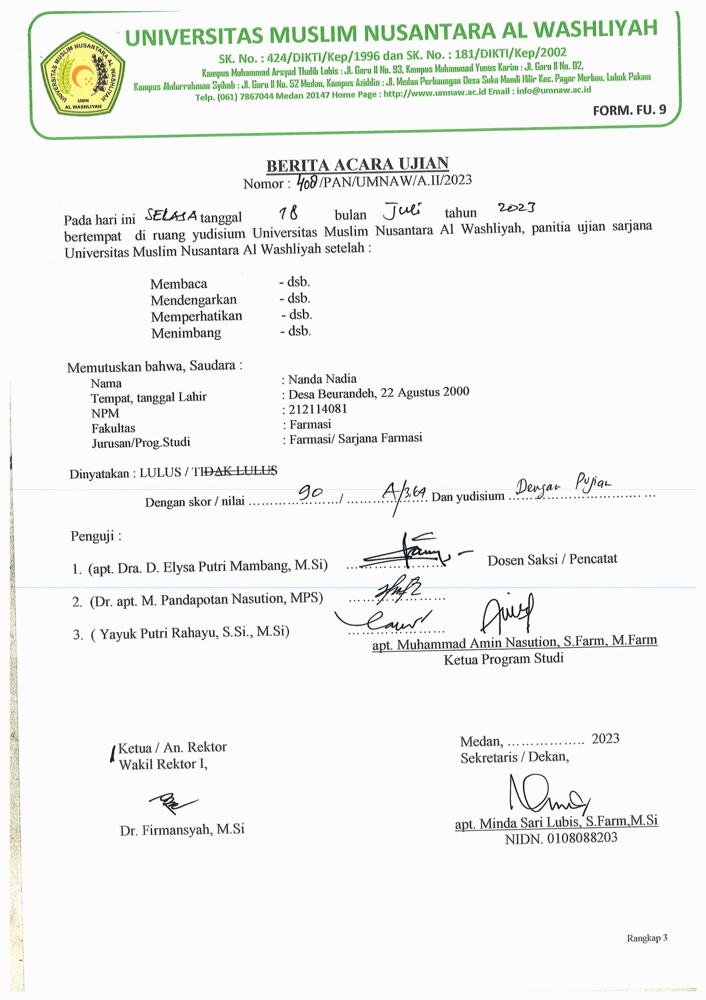 UNIVERSITAS MUSLIM NUSANTARA AL WASHLIYAH
SK. No. : 424/DIKTI/Kep/1996 dan SK. No. : 181/DIKTI/Kep/2002
Kampus Muhammad Arsyad Thalib Lubis : Jl. Garu II No. 93, Kampus Muhammad Yunus Karim : Jl. Garu II No. 02,
Kampus Abdurrahman Syihab : Jl. Garu II No. 52 Medan, Kampus Aziddin : Jl. Medan Perbaungan Desa Suka Mandi Hilir Kec. Pagar Merbau, Lubuk Pakam
Telp. (061) 7867044 Medan 20147 Home Page : http://www.umnaw.ac.id Email : info@umnaw.ac.id
UNIVERSITAS MUSLIM NUSANTARA AL WASHLIYAH
UMN
AL WASHLIYAH
FORM. FU. 9
BERITA ACARA UJIAN
Nomor : 408/PAN/UMNAW/A.II/2023
Pada hari ini SELASA tanggal 18 bulan Juli tahun 2023
bertempat di ruang yudisium Universitas Muslim Nusantara Al Washliyah, panitia ujian sarjana
Universitas Muslim Nusantara Al Washliyah setelah :
Membaca - dsb.
Mendengarkan - dsb.
Memperhatikan - dsb.
Menimbang - dsb.
Memutuskan bahwa, Saudara :
Nama : Nanda Nadia
Tempat, tanggal Lahir : Desa Beurandeh, 22 Agustus 2000
NPM : 212114081
Fakultas : Farmasi
Jurusan/Prog.Studi : Farmasi/ Sarjana Farmasi
Dinyatakan : LULUS / TIDAK LULUS
Dengan skor / nilai 90 / A/3.69 Dan yudisium Dengan Pujian
Penguji :
1. (apt. Dra. D. Elysa Putri Mambang, M.Si) Dosen Saksi / Pencatat
2. (Dr. apt. M. Pandapotan Nasution, MPS)
3. ( Yayuk Putri Rahayu, S.Si., M.Si)
apt. Muhammad Amin Nasution, S.Farm, M.Farm
Ketua Program Studi
Ketua / An. Rektor
Wakil Rektor I,
Dr. Firmansyah, M.Si
Medan, ................. 2023
Sekretaris / Dekan,
apt. Minda Sari Lubis, S.Farm,M.Si
NIDN. 0108088203
Rangkap 3